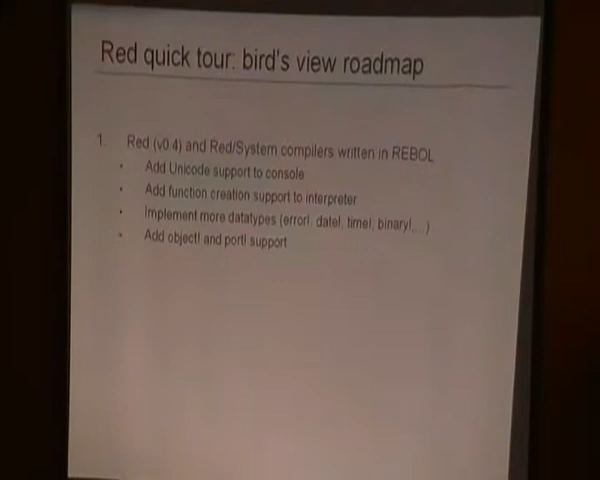 Red quick tour: bird's view roadmap
1. Red (v0.4) and Red/System compilers written in REBOL
• Add Unicode support to console
• Add function creation support to interpreter
• Implement more datatypes (error!, date!, time!, binary!,...)
• Add object! and port! support